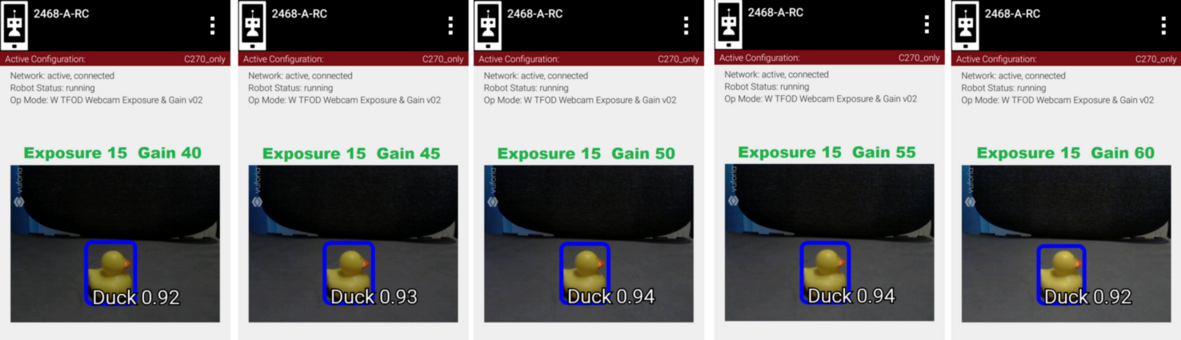 2468-A-RC
Active Configuration: C270_only
Network: active, connected
Robot Status: running
Op Mode: W TFOD Webcam Exposure & Gain v02
Exposure 15 Gain 40
vuforia
Duck 0.92
2468-A-RC
Active Configuration: C270_only
Network: active, connected
Robot Status: running
Op Mode: W TFOD Webcam Exposure & Gain v02
Exposure 15 Gain 45
vuforia
Duck 0.93
2468-A-RC
Active Configuration: C270_only
Network: active, connected
Robot Status: running
Op Mode: W TFOD Webcam Exposure & Gain v02
Exposure 15 Gain 50
vuforia
Duck 0.94
2468-A-RC
Active Configuration: C270_only
Network: active, connected
Robot Status: running
Op Mode: W TFOD Webcam Exposure & Gain v02
Exposure 15 Gain 55
vuforia
Duck 0.94
2468-A-RC
Active Configuration: C270_only
Network: active, connected
Robot Status: running
Op Mode: W TFOD Webcam Exposure & Gain v02
Exposure 15 Gain 60
vuforia
Duck 0.92